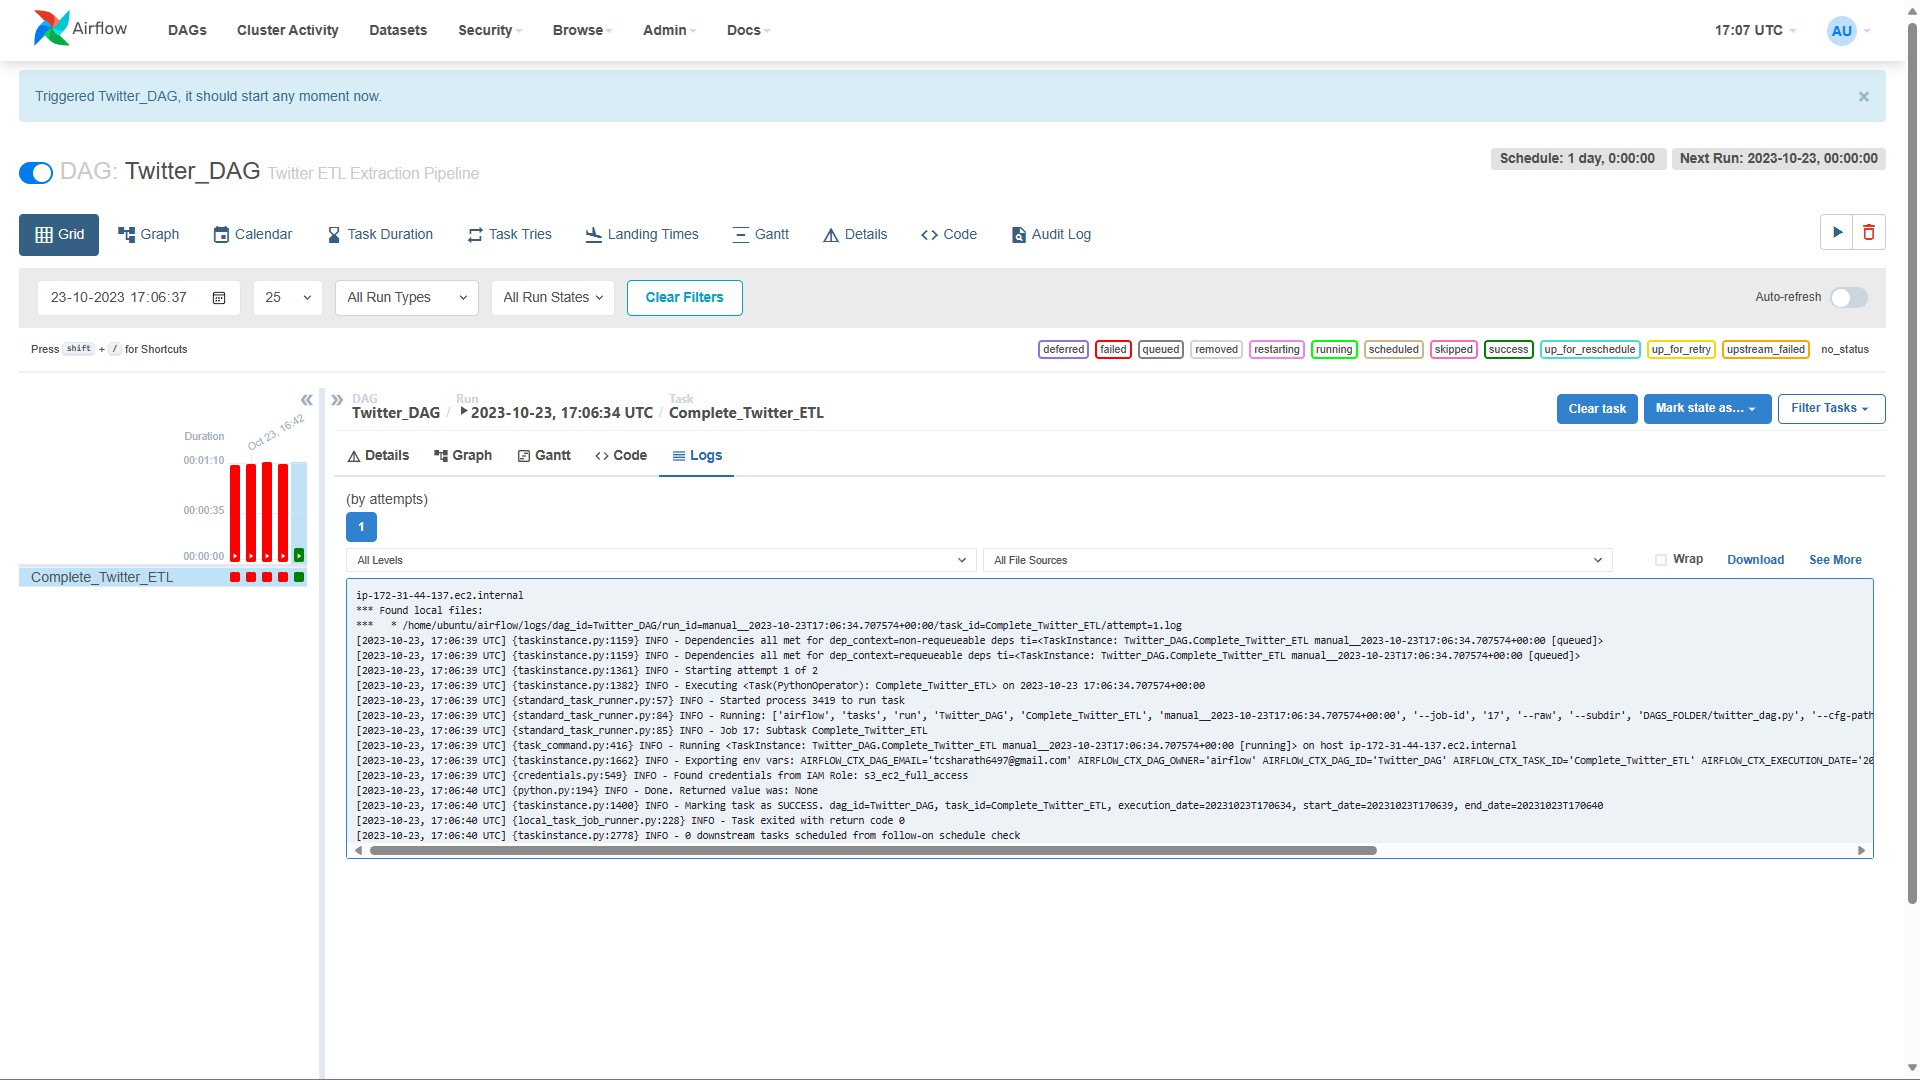 Airflow DAGs Cluster Activity Datasets Security Browse Admin Docs 17:07 UTC AU
Triggered Twitter_DAG, it should start any moment now. ×
DAG: Twitter_DAG Twitter ETL Extraction Pipeline
Schedule: 1 day, 0:00:00 Next Run: 2023-10-23, 00:00:00
Grid Graph Calendar Task Duration Task Tries Landing Times Gantt Details Code Audit Log
23-10-2023 17:06:37 25 All Run Types All Run States Clear Filters Auto-refresh
Press shift + / for Shortcuts
deferred failed queued removed restarting running scheduled skipped success up_for_reschedule up_for_retry upstream_failed no_status
Duration
Oct 23, 16:42
00:01:10
00:00:35
00:00:00
Complete_Twitter_ETL
DAG Run Task
Twitter_DAG / 2023-10-23, 17:06:34 UTC / Complete_Twitter_ETL
Clear task Mark state as... Filter Tasks
Details Graph Gantt Code Logs
(by attempts)
1
All Levels All File Sources Wrap Download See More
ip-172-31-44-137.ec2.internal
*** Found local files:
***   * /home/ubuntu/airflow/logs/dag_id=Twitter_DAG/run_id=manual__2023-10-23T17:06:34.707574+00:00/task_id=Complete_Twitter_ETL/attempt=1.log
[2023-10-23, 17:06:39 UTC] {taskinstance.py:1159} INFO - Dependencies all met for dep_context=non-requeueable deps ti=<TaskInstance: Twitter_DAG.Complete_Twitter_ETL manual__2023-10-23T17:06:34.707574+00:00 [queued]>
[2023-10-23, 17:06:39 UTC] {taskinstance.py:1159} INFO - Dependencies all met for dep_context=requeueable deps ti=<TaskInstance: Twitter_DAG.Complete_Twitter_ETL manual__2023-10-23T17:06:34.707574+00:00 [queued]>
[2023-10-23, 17:06:39 UTC] {taskinstance.py:1361} INFO - Starting attempt 1 of 2
[2023-10-23, 17:06:39 UTC] {taskinstance.py:1382} INFO - Executing <Task(PythonOperator): Complete_Twitter_ETL> on 2023-10-23 17:06:34.707574+00:00
[2023-10-23, 17:06:39 UTC] {standard_task_runner.py:57} INFO - Started process 3419 to run task
[2023-10-23, 17:06:39 UTC] {standard_task_runner.py:84} INFO - Running: ['airflow', 'tasks', 'run', 'Twitter_DAG', 'Complete_Twitter_ETL', 'manual__2023-10-23T17:06:34.707574+00:00', '--job-id', '17', '--raw', '--subdir', 'DAGS_FOLDER/twitter_dag.py', '--cfg-path
[2023-10-23, 17:06:39 UTC] {standard_task_runner.py:85} INFO - Job 17: Subtask Complete_Twitter_ETL
[2023-10-23, 17:06:39 UTC] {task_command.py:416} INFO - Running <TaskInstance: Twitter_DAG.Complete_Twitter_ETL manual__2023-10-23T17:06:34.707574+00:00 [running]> on host ip-172-31-44-137.ec2.internal
[2023-10-23, 17:06:39 UTC] {taskinstance.py:1662} INFO - Exporting env vars: AIRFLOW_CTX_DAG_EMAIL='tcsharath6497@gmail.com' AIRFLOW_CTX_DAG_OWNER='airflow' AIRFLOW_CTX_DAG_ID='Twitter_DAG' AIRFLOW_CTX_TASK_ID='Complete_Twitter_ETL' AIRFLOW_CTX_EXECUTION_DATE='20
[2023-10-23, 17:06:39 UTC] {credentials.py:549} INFO - Found credentials from IAM Role: s3_ec2_full_access
[2023-10-23, 17:06:40 UTC] {python.py:194} INFO - Done. Returned value was: None
[2023-10-23, 17:06:40 UTC] {taskinstance.py:1400} INFO - Marking task as SUCCESS. dag_id=Twitter_DAG, task_id=Complete_Twitter_ETL, execution_date=20231023T170634, start_date=20231023T170639, end_date=20231023T170640
[2023-10-23, 17:06:40 UTC] {local_task_job_runner.py:228} INFO - Task exited with return code 0
[2023-10-23, 17:06:40 UTC] {taskinstance.py:2778} INFO - 0 downstream tasks scheduled from follow-on schedule check